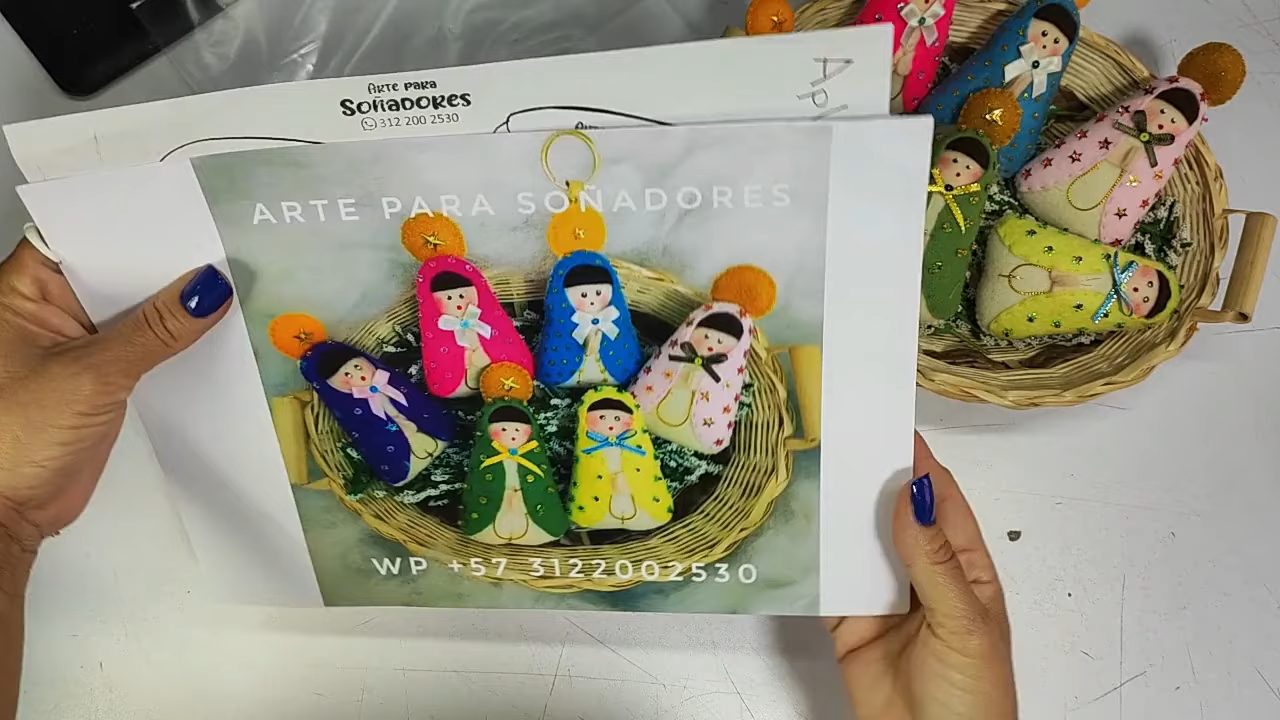 ARTE PARA
SOÑADORES
312 200 2530
ARTE PARA SOÑADORES
WP +57 3122002530